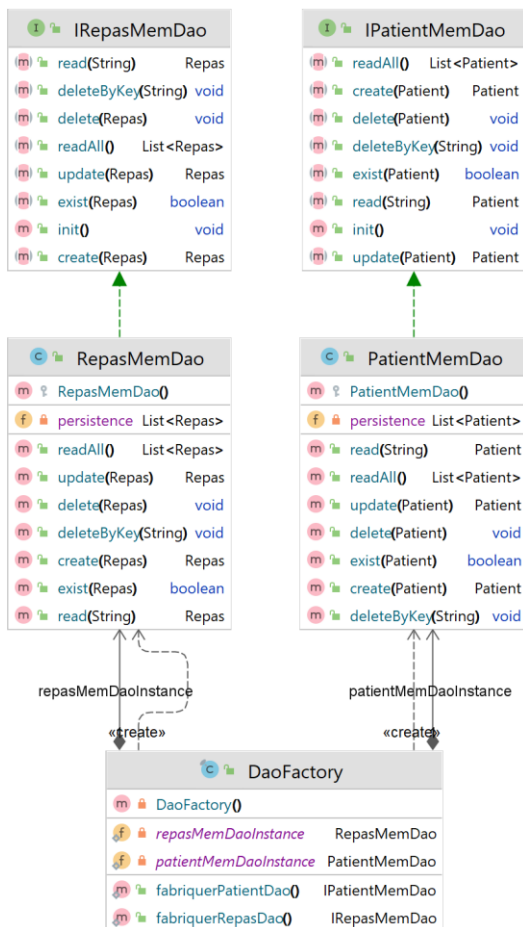 IRepasMemDao
read(String) Repas
deleteByKey(String) void
delete(Repas) void
readAll() List<Repas>
update(Repas) Repas
exist(Repas) boolean
init() void
create(Repas) Repas
IPatientMemDao
readAll() List<Patient>
create(Patient) Patient
delete(Patient) void
deleteByKey(String) void
exist(Patient) boolean
read(String) Patient
init() void
update(Patient) Patient
RepasMemDao
RepasMemDao()
persistence List<Repas>
readAll() List<Repas>
update(Repas) Repas
delete(Repas) void
deleteByKey(String) void
create(Repas) Repas
exist(Repas) boolean
read(String) Repas
PatientMemDao
PatientMemDao()
persistence List<Patient>
read(String) Patient
readAll() List<Patient>
update(Patient) Patient
delete(Patient) void
exist(Patient) boolean
create(Patient) Patient
deleteByKey(String) void
repasMemDaoInstance
«create»
patientMemDaoInstance
«create»
DaoFactory
DaoFactory()
repasMemDaoInstance RepasMemDao
patientMemDaoInstance PatientMemDao
fabriquerPatientDao() IPatientMemDao
fabriquerRepasDao() IRepasMemDao